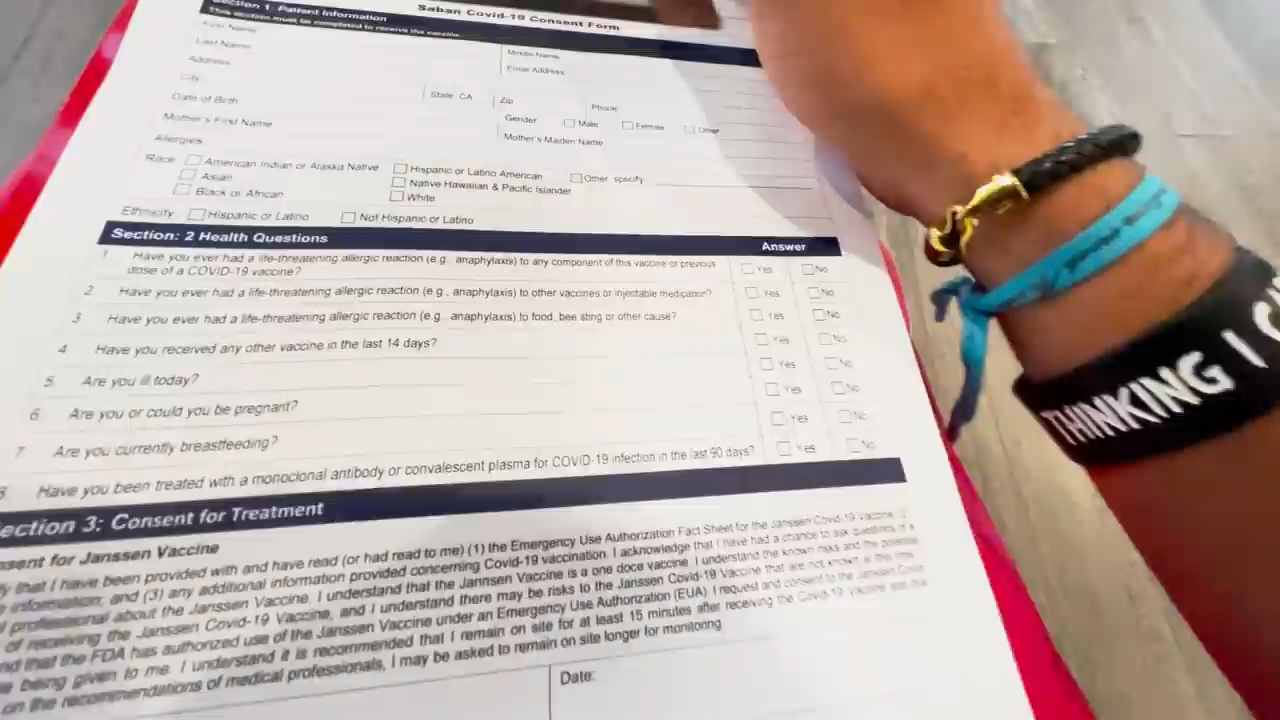 Saban Covid-19 Consent Form
Section 1: Patient Information
This section must be completed to receive the vaccine.
First Name
Last Name
Middle Name
Address
Email Address
City
State CA
Zip
Phone
Date of Birth
Gender
Male
Female
Other
Mother's First Name
Mother's Maiden Name
Allergies
Race
American Indian or Alaska Native
Hispanic or Latino American
Other, specify
Asian
Native Hawaiian & Pacific Islander
Black or African
White
Ethnicity
Hispanic or Latino
Not Hispanic or Latino
Section: 2 Health Questions
Answer
1 Have you ever had a life-threatening allergic reaction (e.g. anaphylaxis) to any component of this vaccine or previous
dose of a COVID-19 vaccine?
Yes No
2 Have you ever had a life-threatening allergic reaction (e.g., anaphylaxis) to other vaccines or injectable medication?
Yes No
3 Have you ever had a life-threatening allergic reaction (e.g., anaphylaxis) to food, bee sting or other cause?
Yes No
4 Have you received any other vaccine in the last 14 days?
Yes No
5. Are you ill today?
Yes No
6. Are you or could you be pregnant?
Yes No
7 Are you currently breastfeeding?
Yes No
8. Have you been treated with a monoclonal antibody or convalescent plasma for COVID-19 infection in the last 90 days?
Yes No
ection 3: Consent for Treatment
sent for Janssen Vaccine
y that I have been provided with and have read (or had read to me) (1) the Emergency Use Authorization Fact Sheet for the Janssen Covid-19 Vaccine
information; and (3) any additional information provided concerning Covid-19 vaccination. I acknowledge that I have had a chance to ask questions of a
l professional about the Janssen Vaccine. I understand that the Jannsen Vaccine is a one doce vaccine. I understand the known risks and the potential
of receiving the Janssen Covid-19 Vaccine, and I understand there may be risks to the Janssen Covid-19 Vaccine that are not known at this time.
nd that the FDA has authorized use of the Janssen Vaccine under an Emergency Use Authorization (EUA). I request and consent to the Janssen Covid
e being given to me. I understand it is recommended that I remain on site for at least 15 minutes after receiving the Covid-19 vaccine and
on the recommendations of medical professionals, I may be asked to remain on site longer for monitoring
Date:
THINKING I C